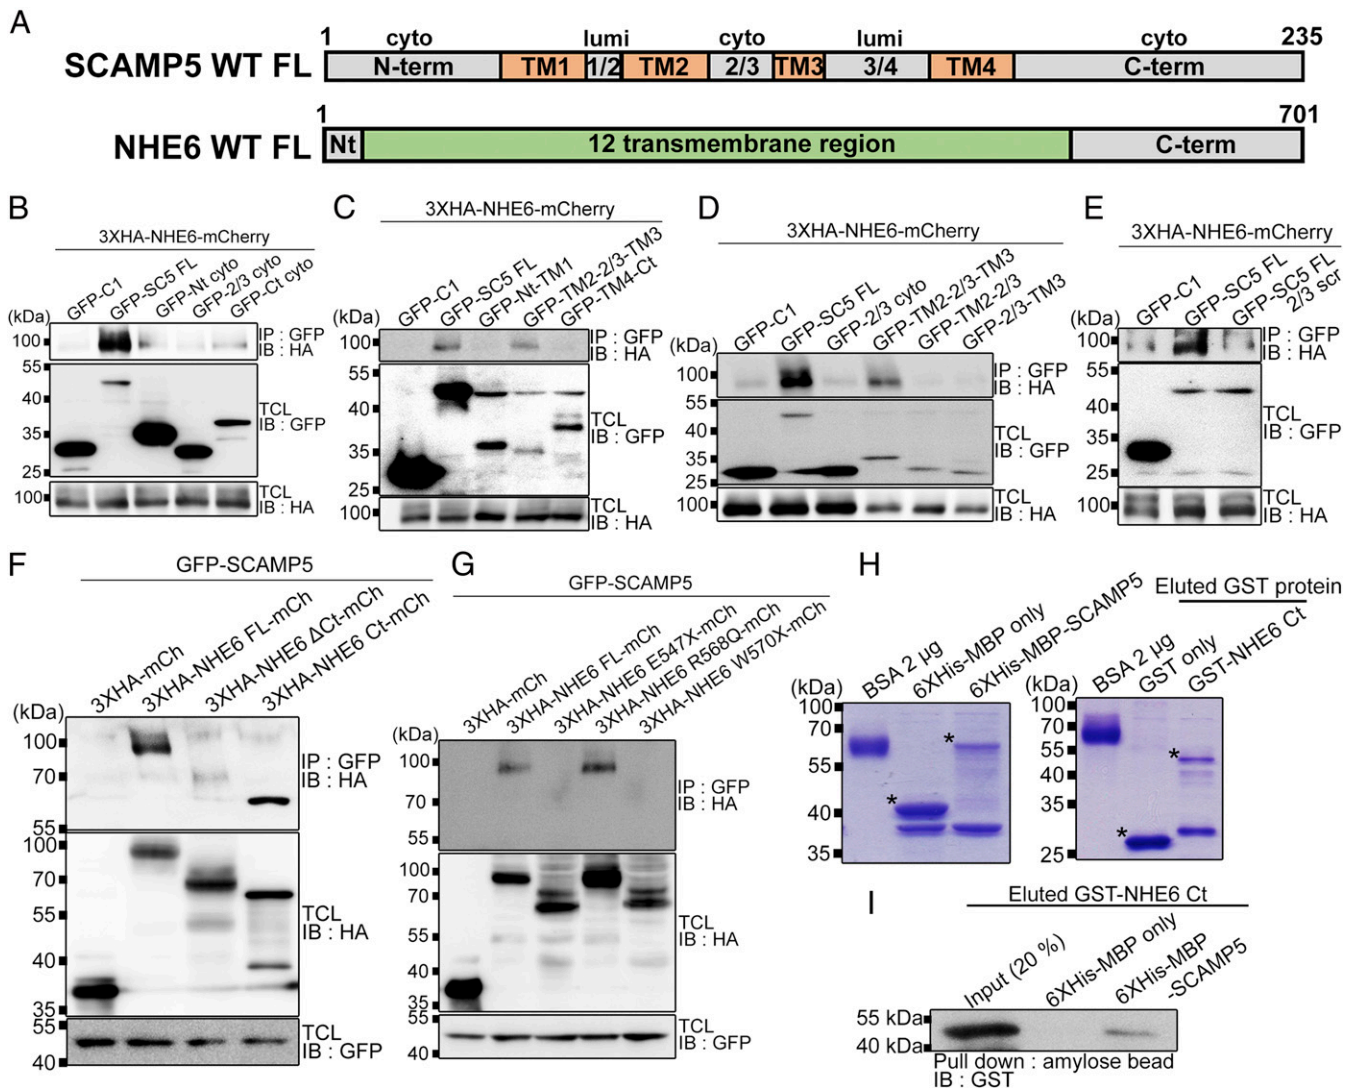 A
1 cyto lumi cyto lumi cyto 235
SCAMP5 WT FL N-term TM1 1/2 TM2 2/3 TM3 3/4 TM4 C-term
1 701
NHE6 WT FL Nt 12 transmembrane region C-term
B
3XHA-NHE6-mCherry
GFP-C1
GFP-SC5 FL
GFP-Nt cyto
GFP-2/3 cyto
GFP-Ct cyto
(kDa)
100
IP : GFP
IB : HA
55
40
35
25
TCL
IB : GFP
100
TCL
IB : HA
C
3XHA-NHE6-mCherry
GFP-C1
GFP-SC5 FL
GFP-Nt-TM1
GFP-TM2-2/3-TM3
GFP-TM4-Ct
(kDa)
100
IP : GFP
IB : HA
55
40
35
25
TCL
IB : GFP
100
TCL
IB : HA
D
3XHA-NHE6-mCherry
GFP-C1
GFP-SC5 FL
GFP-2/3 cyto
GFP-TM2-2/3-TM3
GFP-TM2-2/3
GFP-2/3-TM3
(kDa)
100
IP : GFP
IB : HA
55
40
35
25
TCL
IB : GFP
100
TCL
IB : HA
E
3XHA-NHE6-mCherry
GFP-C1
GFP-SC5 FL
GFP-SC5 FL
2/3 scr
(kDa)
100
IP : GFP
IB : HA
55
40
35
25
TCL
IB : GFP
100
TCL
IB : HA
F
GFP-SCAMP5
3XHA-mCh
3XHA-NHE6 FL-mCh
3XHA-NHE6 ΔCt-mCh
3XHA-NHE6 Ct-mCh
(kDa)
100
70
55
IP : GFP
IB : HA
100
70
55
40
35
TCL
IB : HA
55
40
TCL
IB : GFP
G
GFP-SCAMP5
3XHA-mCh
3XHA-NHE6 FL-mCh
3XHA-NHE6 E547X-mCh
3XHA-NHE6 R568Q-mCh
3XHA-NHE6 W570X-mCh
(kDa)
100
70
55
IP : GFP
IB : HA
100
70
55
40
35
TCL
IB : HA
55
40
TCL
IB : GFP
H
BSA 2 μg
6XHis-MBP only
6XHis-MBP-SCAMP5
(kDa)
100
70
55
40
35
*
*
Eluted GST protein
BSA 2 μg
GST only
GST-NHE6 Ct
(kDa)
100
70
55
40
35
25
*
*
I
Eluted GST-NHE6 Ct
Input (20 %)
6XHis-MBP only
6XHis-MBP
-SCAMP5
55 kDa
40 kDa
Pull down : amylose bead
IB : GST